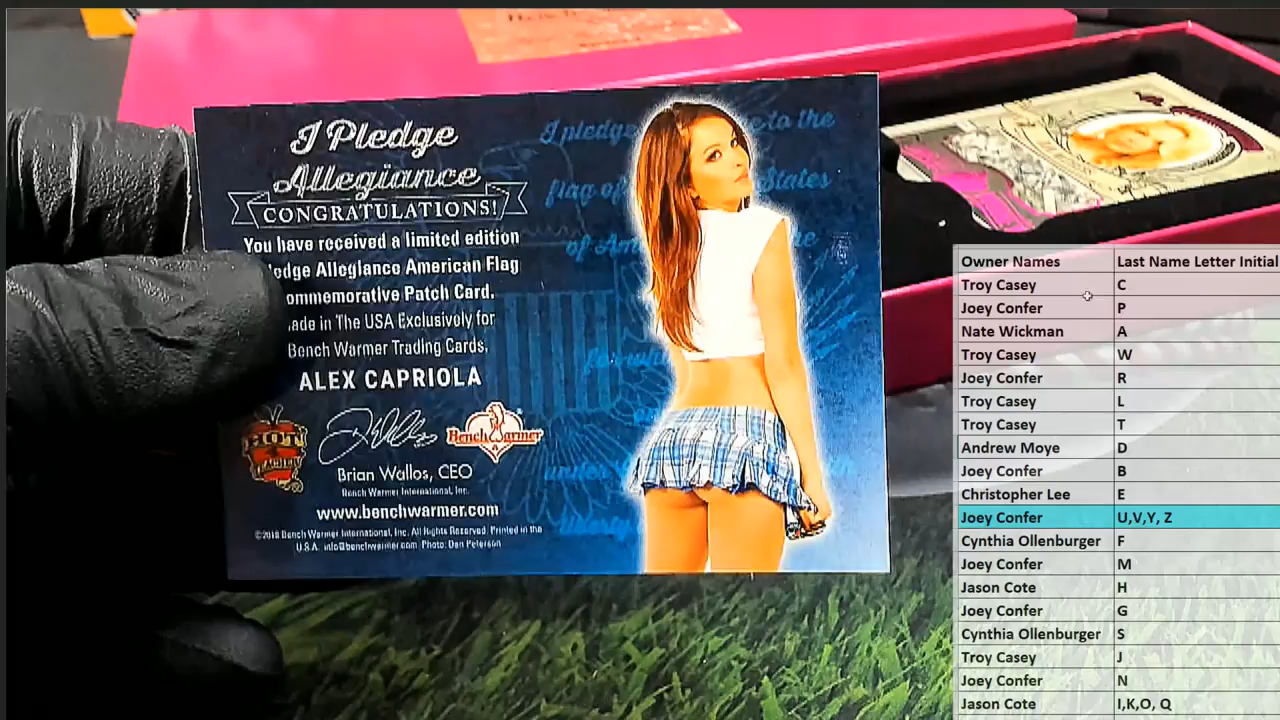 I Pledge
Allegiance
CONGRATULATIONS!
You have received a limited edition
Allegiance American Flag
Patch Card.
in The USA Exclusively for
Bench Warmer Trading Cards.
ALEX CAPRIOLA
HOT
TEACHER
Bench Warmer
Brian Wallos, CEO
Bench Warmer International, Inc.
www.benchwarmer.com
©2018 Bench Warmer International, Inc. All Rights Reserved. Printed in the
U.S.A. info@benchwarmer.com Photo: Dan Peterson
I pledge to the
flag of States
of
Owner Names Last Name Letter Initial
Troy Casey C
Joey Confer P
Nate Wickman A
Troy Casey W
Joey Confer R
Troy Casey L
Troy Casey T
Andrew Moye D
Joey Confer B
Christopher Lee E
Joey Confer U,V,Y, Z
Cynthia Ollenburger F
Joey Confer M
Jason Cote H
Joey Confer G
Cynthia Ollenburger S
Troy Casey J
Joey Confer N
Jason Cote I,K,O, Q